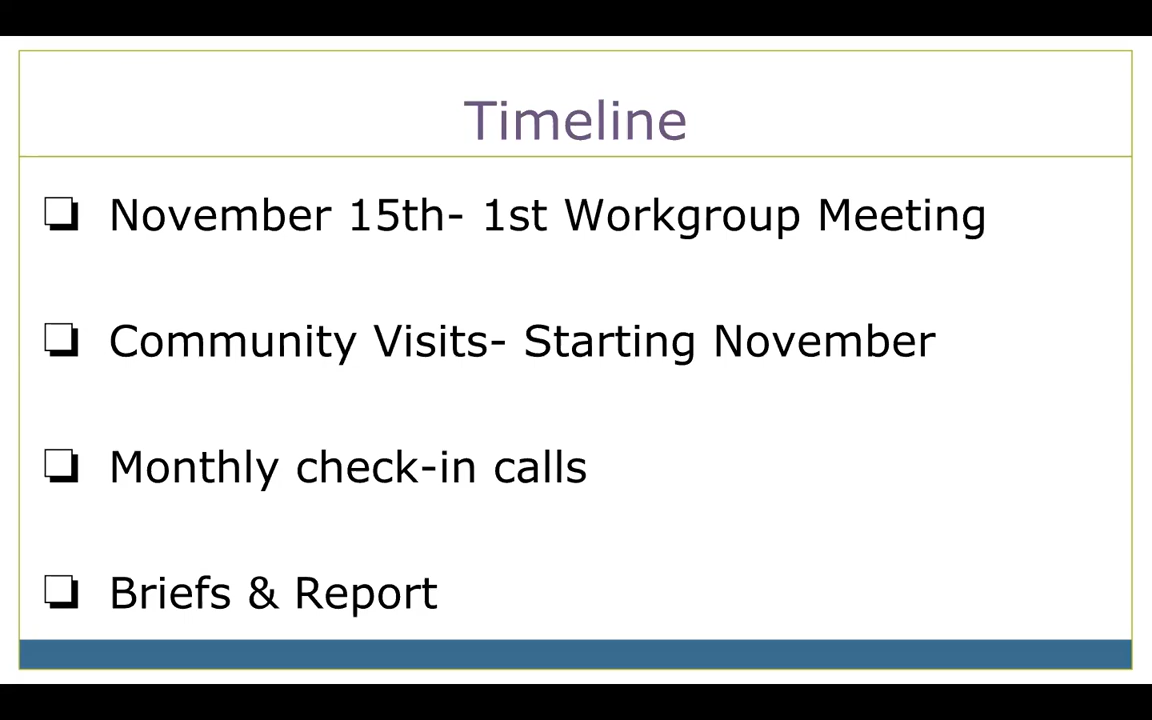 Timeline
❏ November 15th- 1st Workgroup Meeting
❏ Community Visits- Starting November
❏ Monthly check-in calls
❏ Briefs & Report